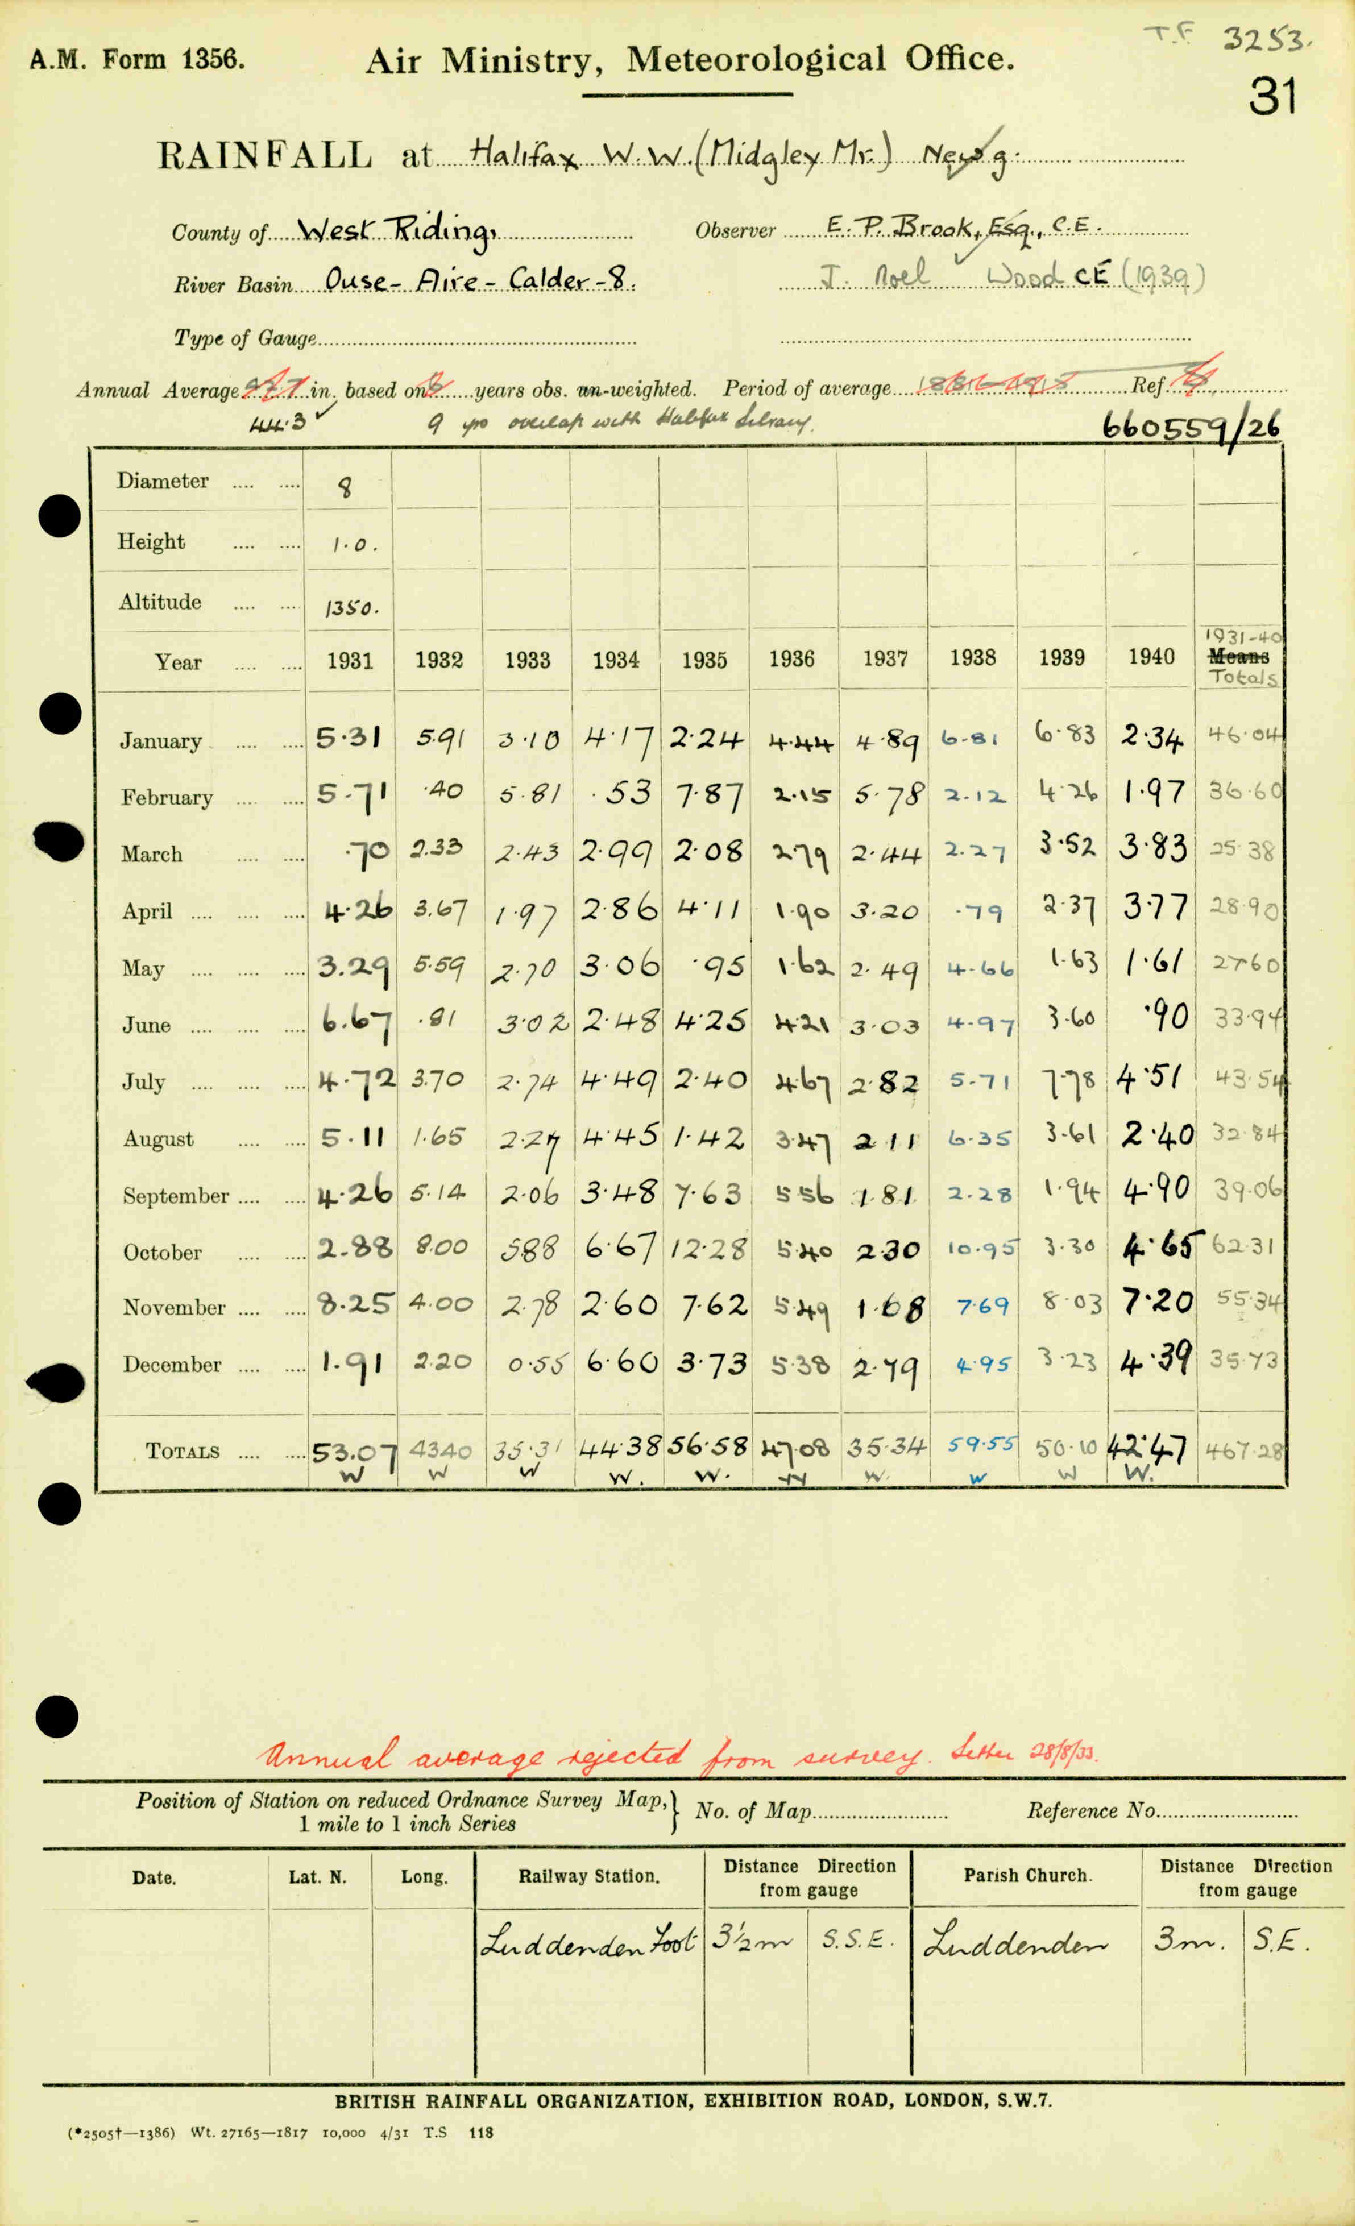 T.F 3253.
A.M. Form 1356.
Air Ministry, Meteorological Office.
31
RAINFALL at Halifax W.W. (Midgley Mr.) New g.
County of West Riding. Observer E. P. Brook, Esq., C.E.
River Basin Ouse - Aire - Calder - 8. J. Noel Wood CE (1939)
Type of Gauge
Annual Average in. based on years obs. un-weighted. Period of average 1881-1915 Ref.
44.3 ✓ 9 yrs overlap with Halifax Library. 660559/26
Diameter 8
Height 1.0.
Altitude 1350.
Year 1931 1932 1933 1934 1935 1936 1937 1938 1939 1940 1931-40 Means Totals
January 5.31 5.91 3.10 4.17 2.24 4.44 4.89 6.81 6.83 2.34 46.04
February 5.71 .40 5.81 .53 7.87 2.15 5.78 2.12 4.26 1.97 36.60
March .70 2.33 2.43 2.99 2.08 2.79 2.44 2.27 3.52 3.83 25.38
April 4.26 3.67 1.97 2.86 4.11 1.90 3.20 .79 2.37 3.77 28.90
May 3.29 5.59 2.70 3.06 .95 1.62 2.49 4.66 1.63 1.61 27.60
June 6.67 .81 3.02 2.48 4.25 4.21 3.03 4.97 3.60 .90 33.94
July 4.72 3.70 2.74 4.49 2.40 4.67 2.82 5.71 7.78 4.51 43.54
August 5.11 1.65 2.27 4.45 1.42 3.47 2.11 6.35 3.61 2.40 32.84
September 4.26 5.14 2.06 3.48 7.63 5.56 1.81 2.28 1.94 4.90 39.06
October 2.88 8.00 5.88 6.67 12.28 5.40 2.30 10.95 3.30 4.65 62.31
November 8.25 4.00 2.78 2.60 7.62 5.49 1.68 7.69 8.03 7.20 55.34
December 1.91 2.20 0.55 6.60 3.73 5.38 2.79 4.95 3.23 4.39 35.73
TOTALS 53.07 43.40 35.31 44.38 56.58 47.08 35.34 59.55 50.10 42.47 467.28
W W W W. W. W W. W W W.
Annual average rejected from survey. Letter 28/8/33.
Position of Station on reduced Ordnance Survey Map, 1 mile to 1 inch Series } No. of Map Reference No.
Date. Lat. N. Long. Railway Station. Distance Direction from gauge Parish Church. Distance Direction from gauge
Luddenden Foot 3½m S.S.E. Luddenden 3m. S.E.
BRITISH RAINFALL ORGANIZATION, EXHIBITION ROAD, LONDON, S.W.7.
(*2505†—1386) Wt. 27165—1817 10,000 4/31 T.S 118